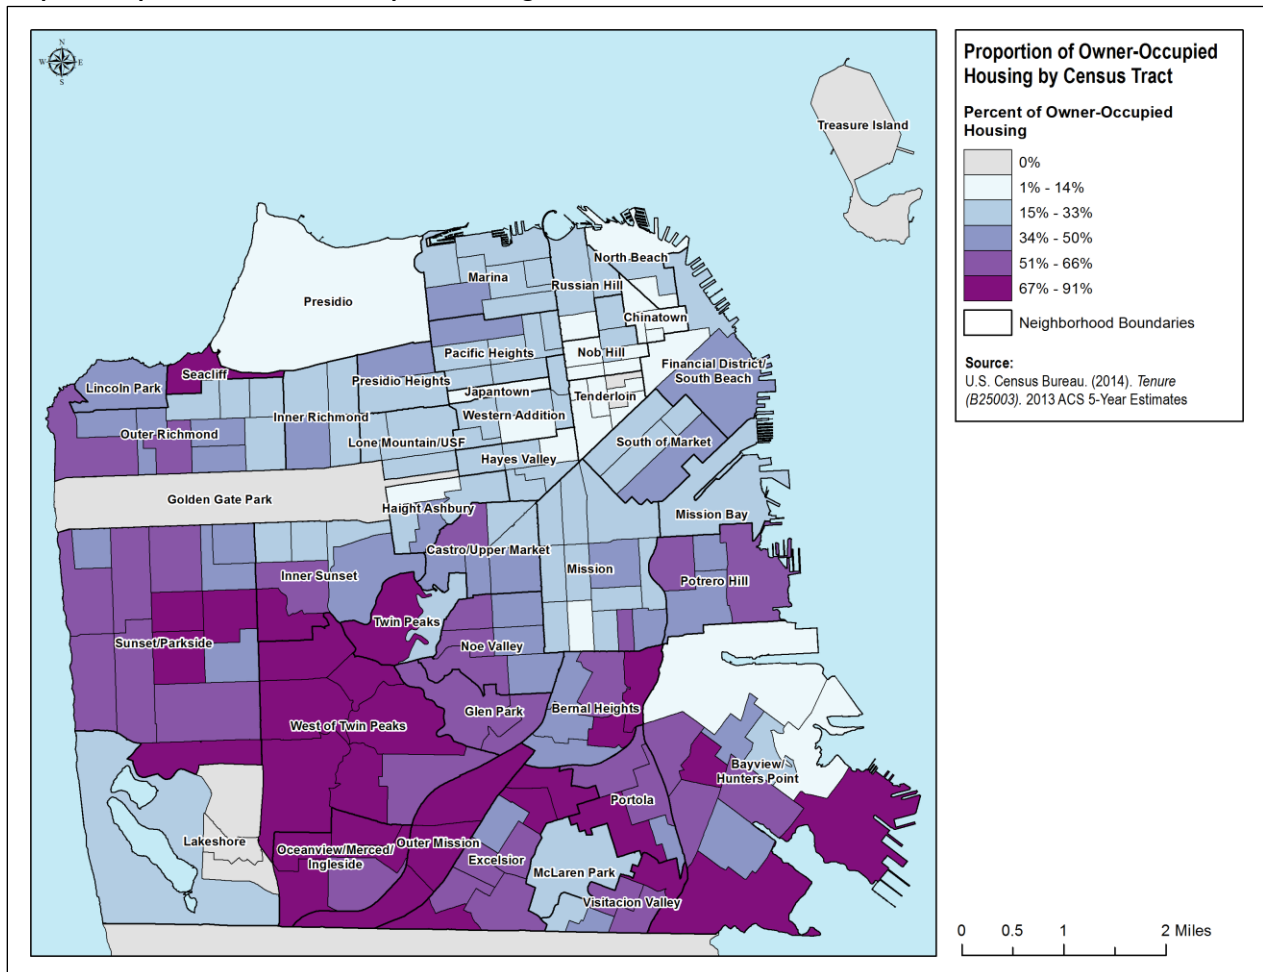 N
W E
S
Treasure Island
North Beach
Marina
Russian Hill
Presidio
Chinatown
Nob Hill
Pacific Heights
Financial District/
South Beach
Seacliff
Lincoln Park
Presidio Heights
Japantown
Tenderloin
Inner Richmond
Western Addition
Outer Richmond
Lone Mountain/USF
South of Market
Hayes Valley
Golden Gate Park
Haight Ashbury
Mission Bay
Castro/Upper Market
Inner Sunset
Mission
Potrero Hill
Twin Peaks
Sunset/Parkside
Noe Valley
Glen Park
Bernal Heights
West of Twin Peaks
Bayview/
Hunters Point
Portola
Lakeshore
Oceanview/Merced/
Ingleside
Outer Mission
Excelsior
McLaren Park
Visitacion Valley
Proportion of Owner-Occupied
Housing by Census Tract
Percent of Owner-Occupied
Housing
0%
1% - 14%
15% - 33%
34% - 50%
51% - 66%
67% - 91%
Neighborhood Boundaries
Source:
U.S. Census Bureau. (2014). Tenure
(B25003). 2013 ACS 5-Year Estimates
0 0.5 1 2 Miles